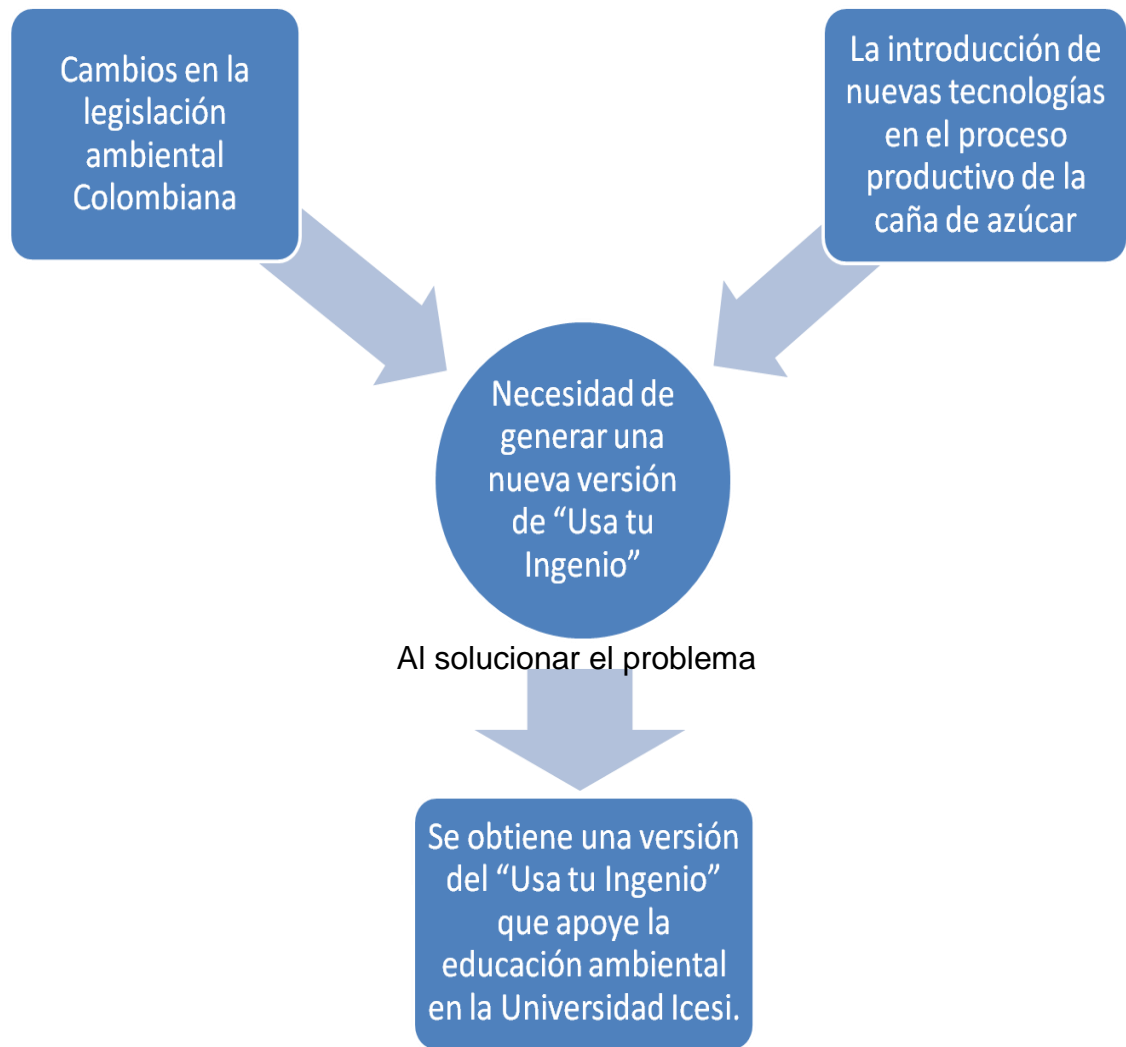 Cambios en la
legislación
ambiental
Colombiana
La introducción de
nuevas tecnologías
en el proceso
productivo de la
caña de azúcar
Necesidad de
generar una
nueva versión
de “Usa tu
Ingenio”
Al solucionar el problema
Se obtiene una versión
del “Usa tu Ingenio”
que apoye la
educación ambiental
en la Universidad Icesi.